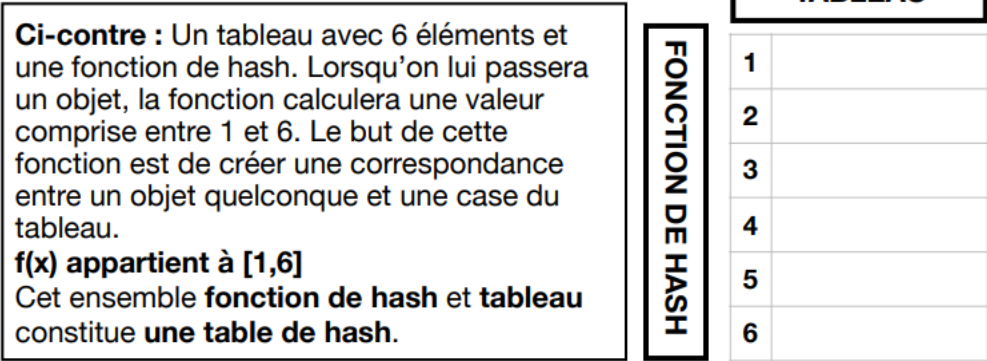 Ci-contre : Un tableau avec 6 éléments et
une fonction de hash. Lorsqu'on lui passera
un objet, la fonction calculera une valeur
comprise entre 1 et 6. Le but de cette
fonction est de créer une correspondance
entre un objet quelconque et une case du
tableau.
f(x) appartient à [1,6]
Cet ensemble fonction de hash et tableau
constitue une table de hash.
FONCTION DE HASH
1
2
3
4
5
6